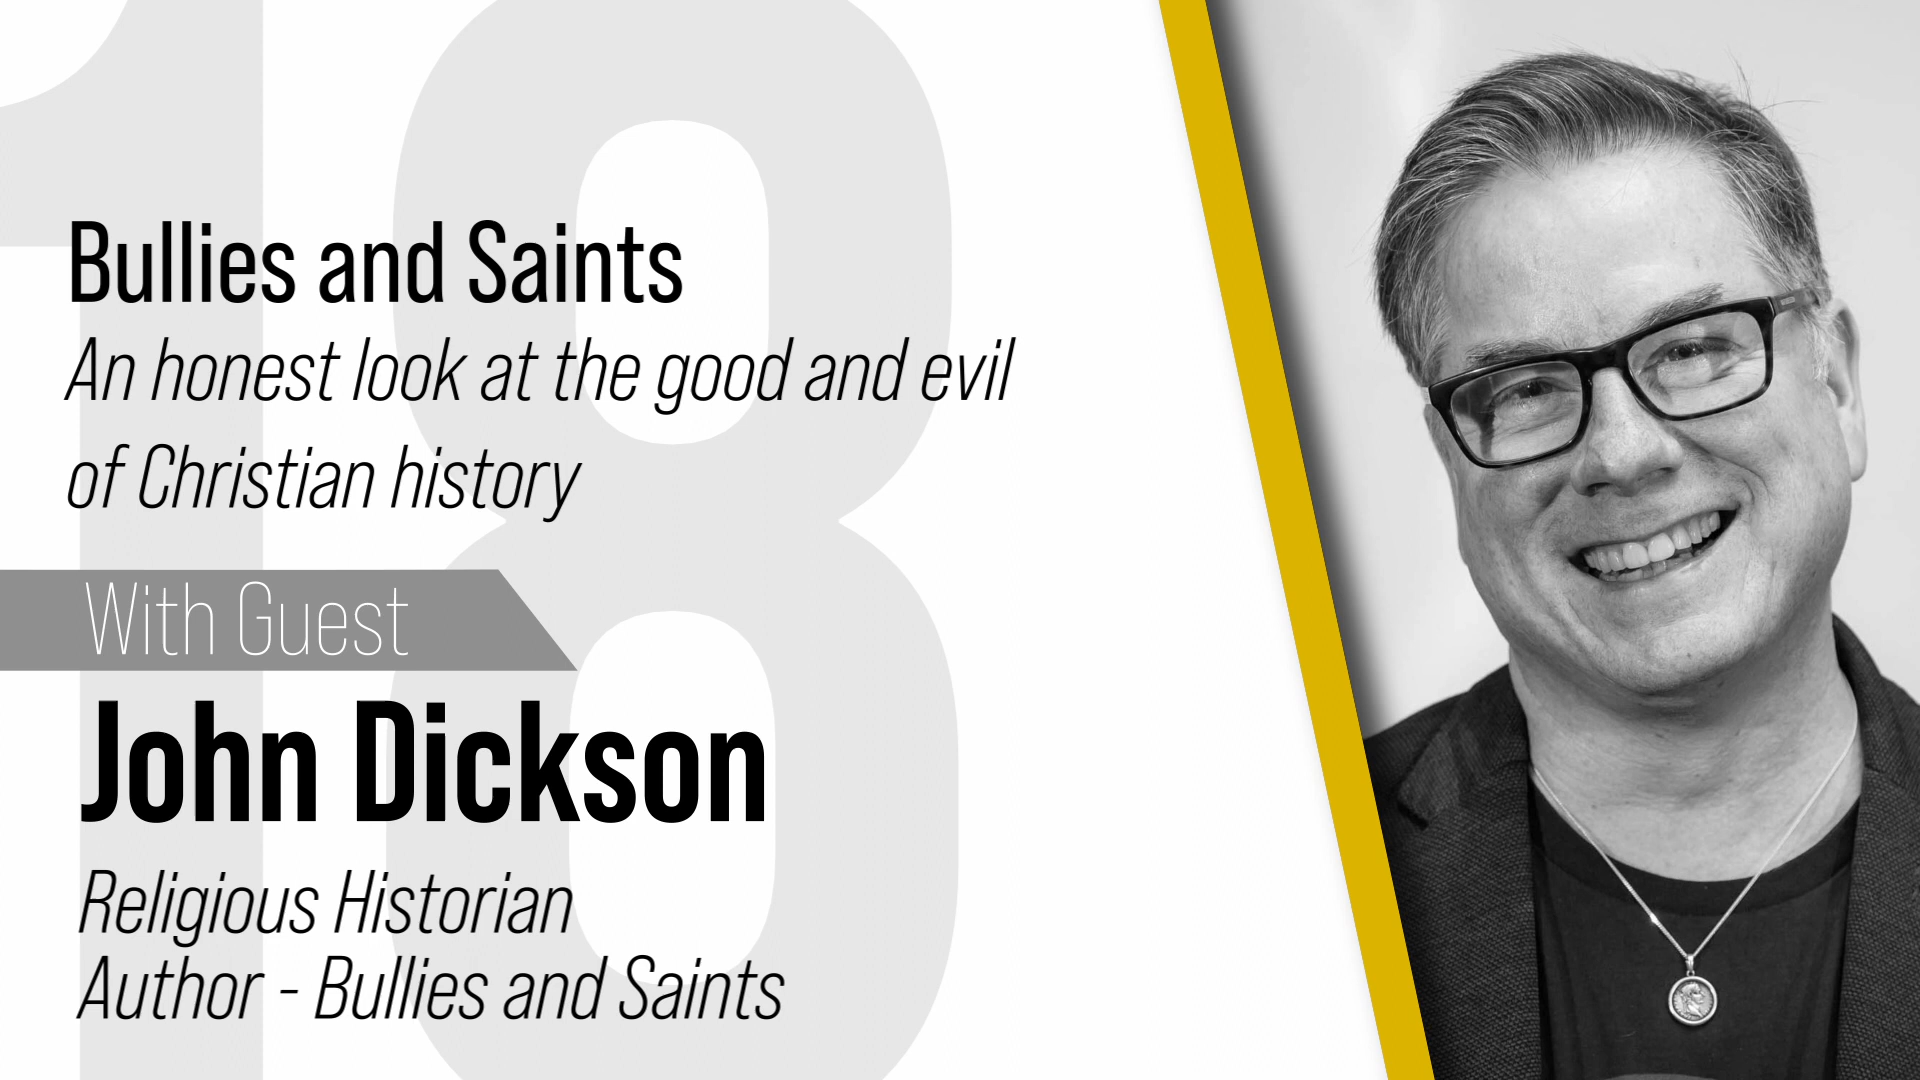 18
Bullies and Saints
An honest look at the good and evil
of Christian history
With Guest
John Dickson
Religious Historian
Author - Bullies and Saints